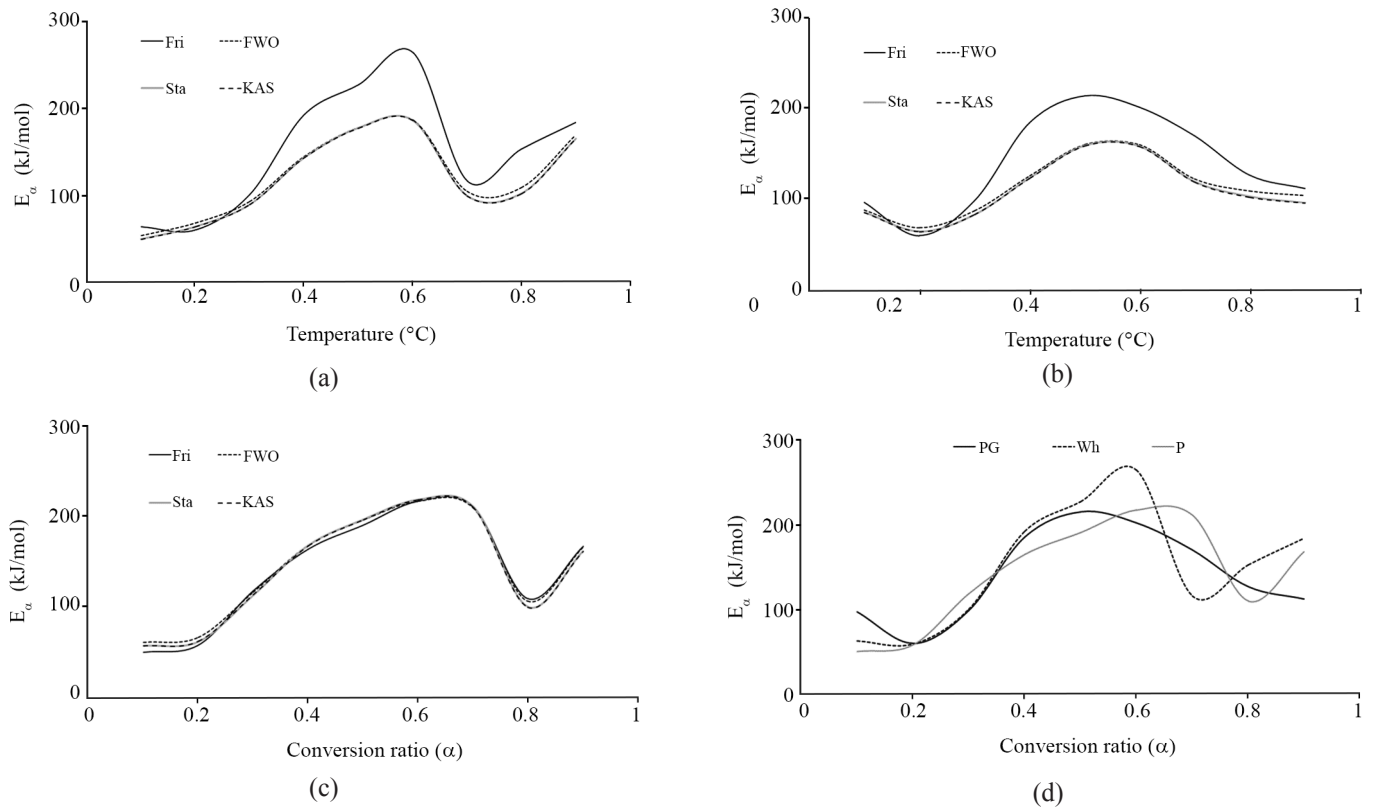 300
Fri
FWO
Sta
KAS
200
100
0
E_α (kJ/mol)
0 0.2 0.4 0.6 0.8 1
Temperature (°C)
(a)
300
Fri
FWO
Sta
KAS
200
100
0
E_α (kJ/mol)
0 0.2 0.4 0.6 0.8 1
Temperature (°C)
(b)
300
Fri
FWO
Sta
KAS
200
100
0
E_α (kJ/mol)
0 0.2 0.4 0.6 0.8 1
Conversion ratio (α)
(c)
300
PG
Wh
P
200
100
0
E_α (kJ/mol)
0 0.2 0.4 0.6 0.8 1
Conversion ratio (α)
(d)